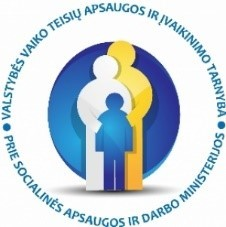 VALSTYBĖS VAIKO TEISIŲ APSAUGOS IR ĮVAIKINIMO TARNYBA
PRIE SOCIALINĖS APSAUGOS IR DARBO MINISTERIJOS